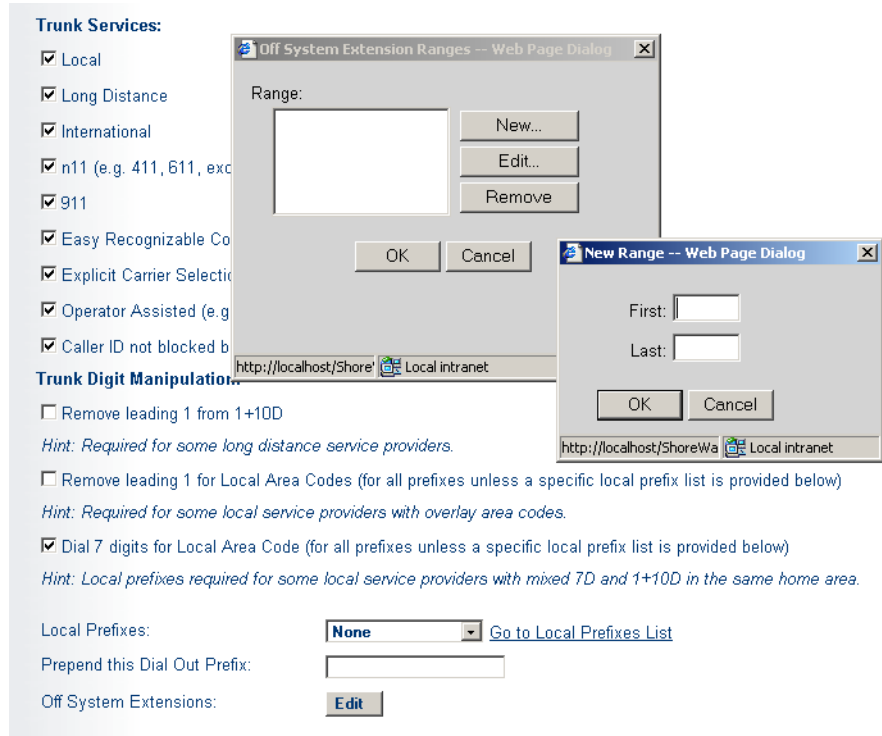 Trunk Services:
Local
Long Distance
International
n11 (e.g. 411, 611, exc
911
Easy Recognizable Co
Explicit Carrier Selectio
Operator Assisted (e.g
Caller ID not blocked b
Off System Extension Ranges -- Web Page Dialog
Range:
New...
Edit...
Remove
OK
Cancel
http://localhost/Shore
Local intranet
New Range -- Web Page Dialog
First:
Last:
OK
Cancel
http://localhost/ShoreWa
Local intranet
Trunk Digit Manipulation:
Remove leading 1 from 1+10D
Hint: Required for some long distance service providers.
Remove leading 1 for Local Area Codes (for all prefixes unless a specific local prefix list is provided below)
Hint: Required for some local service providers with overlay area codes.
Dial 7 digits for Local Area Code (for all prefixes unless a specific local prefix list is provided below)
Hint: Local prefixes required for some local service providers with mixed 7D and 1+10D in the same home area.
Local Prefixes:
None
Go to Local Prefixes List
Prepend this Dial Out Prefix:
Off System Extensions:
Edit